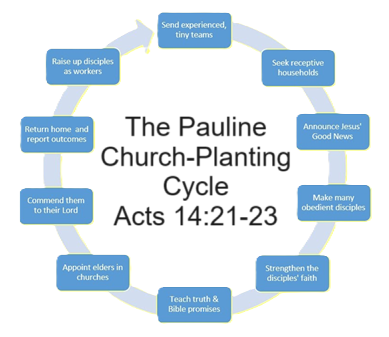 Send experienced,
tiny teams
Seek receptive
households
Announce Jesus'
Good News
Make many
obedient disciples
Strengthen the
disciples' faith
Teach truth &
Bible promises
Appoint elders in
churches
Commend them
to their Lord
Return home and
report outcomes
Raise up disciples
as workers
The Pauline
Church-Planting
Cycle
Acts 14:21-23